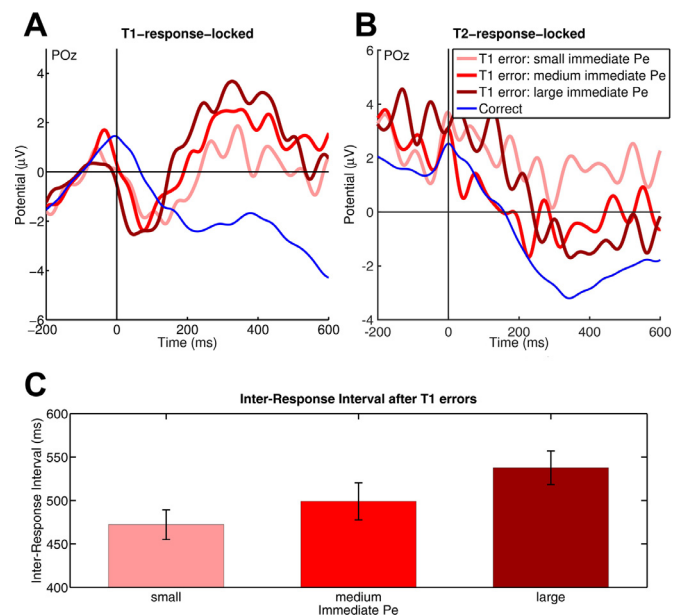 A
T1-response-locked
POz
4
2
0
-2
-4
-6
Potential (µV)
-200
0
200
400
600
Time (ms)
B
T2-response-locked
POz
6
4
2
0
-2
-4
Potential (µV)
T1 error: small immediate Pe
T1 error: medium immediate Pe
T1 error: large immediate Pe
Correct
-200
0
200
400
600
Time (ms)
C
Inter-Response Interval after T1 errors
600
550
500
450
400
Inter-Response Interval (ms)
small
medium
large
Immediate Pe